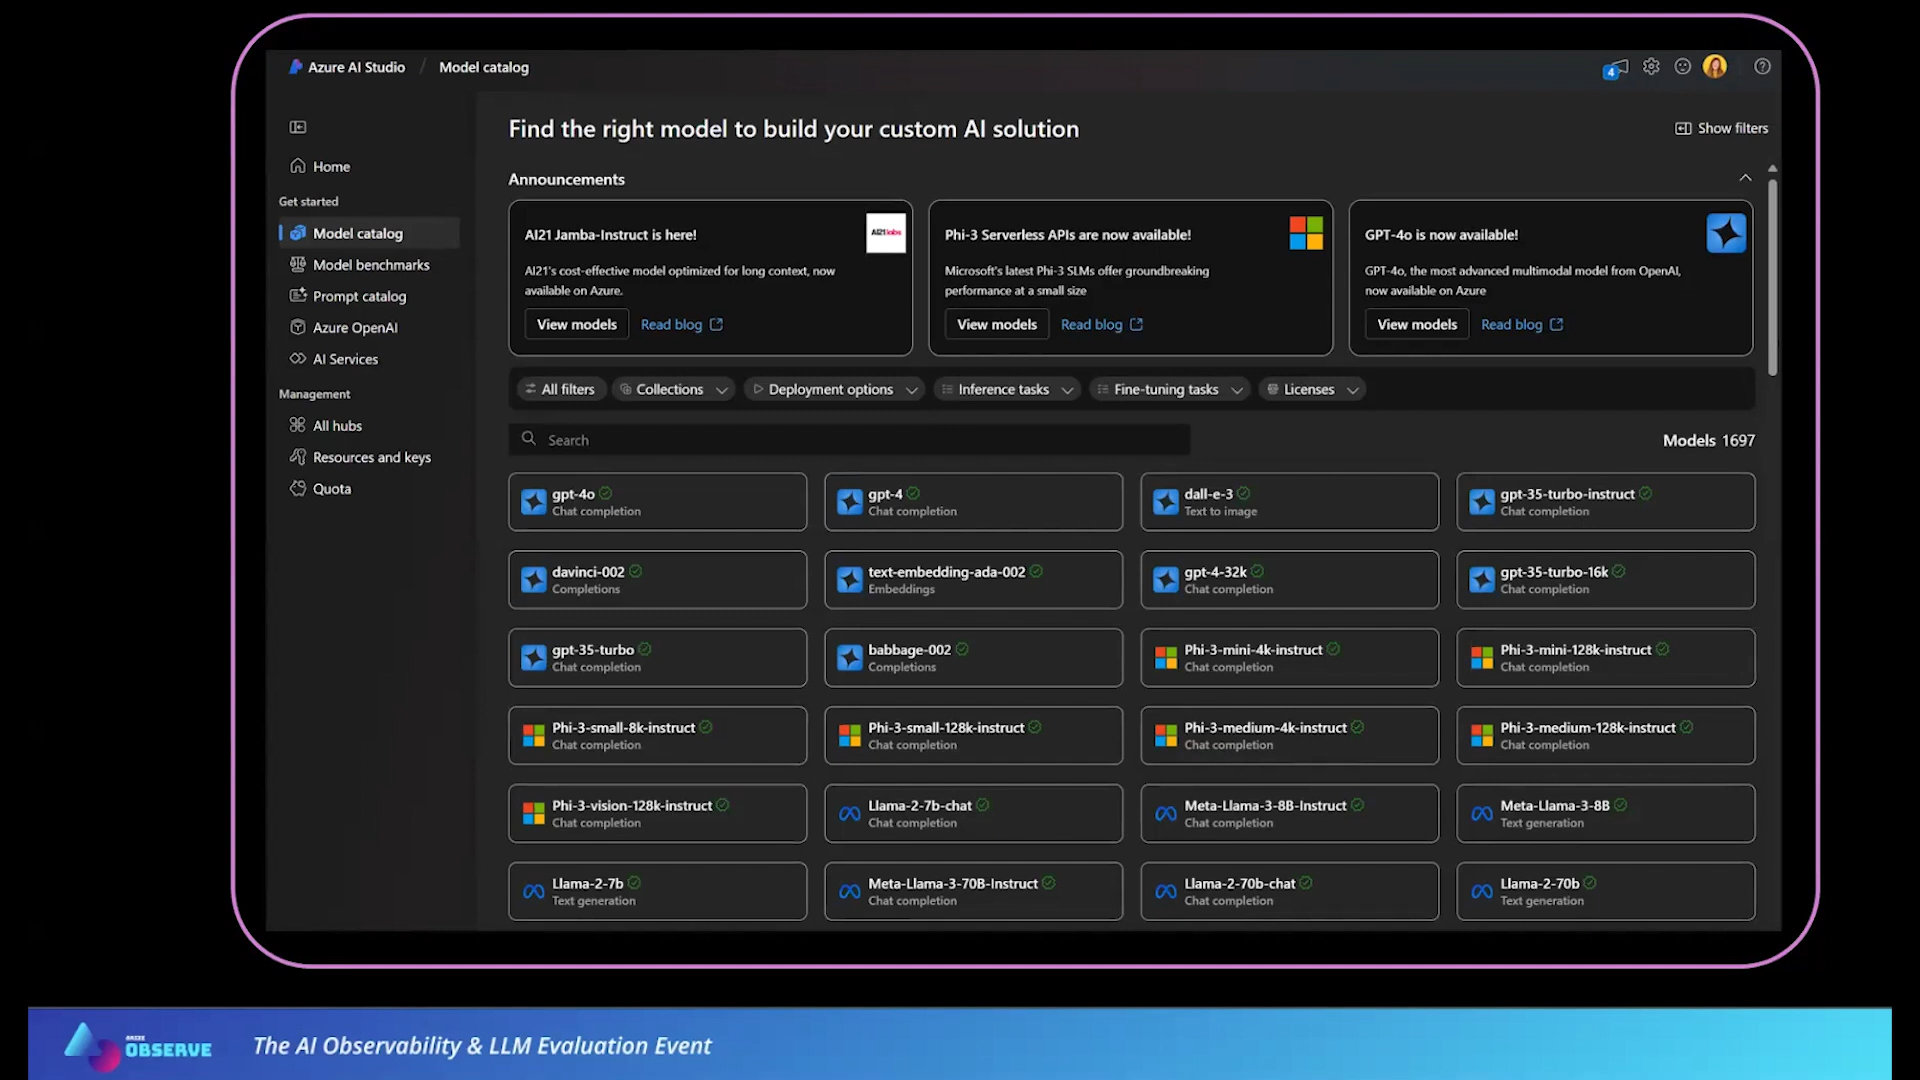 Azure AI Studio / Model catalog
4
Find the right model to build your custom AI solution
Show filters
Home
Get started
Model catalog
Model benchmarks
Prompt catalog
Azure OpenAI
AI Services
Management
All hubs
Resources and keys
Quota
Announcements
AI21 Jamba-Instruct is here!
AI21labs
AI21's cost-effective model optimized for long context, now
available on Azure.
View models
Read blog
Phi-3 Serverless APIs are now available!
Microsoft's latest Phi-3 SLMs offer groundbreaking
performance at a small size
View models
Read blog
GPT-4o is now available!
GPT-4o, the most advanced multimodal model from OpenAI,
now available on Azure
View models
Read blog
All filters
Collections
Deployment options
Inference tasks
Fine-tuning tasks
Licenses
Search
Models 1697
gpt-4o
Chat completion
gpt-4
Chat completion
dall-e-3
Text to image
gpt-35-turbo-instruct
Chat completion
davinci-002
Completions
text-embedding-ada-002
Embeddings
gpt-4-32k
Chat completion
gpt-35-turbo-16k
Chat completion
gpt-35-turbo
Chat completion
babbage-002
Completions
Phi-3-mini-4k-instruct
Chat completion
Phi-3-mini-128k-instruct
Chat completion
Phi-3-small-8k-instruct
Chat completion
Phi-3-small-128k-instruct
Chat completion
Phi-3-medium-4k-instruct
Chat completion
Phi-3-medium-128k-instruct
Chat completion
Phi-3-vision-128k-instruct
Chat completion
Llama-2-7b-chat
Chat completion
Meta-Llama-3-8B-Instruct
Chat completion
Meta-Llama-3-8B
Text generation
Llama-2-7b
Text generation
Meta-Llama-3-70B-Instruct
Chat completion
Llama-2-70b-chat
Chat completion
Llama-2-70b
Text generation
ARIZE
OBSERVE
The AI Observability & LLM Evaluation Event